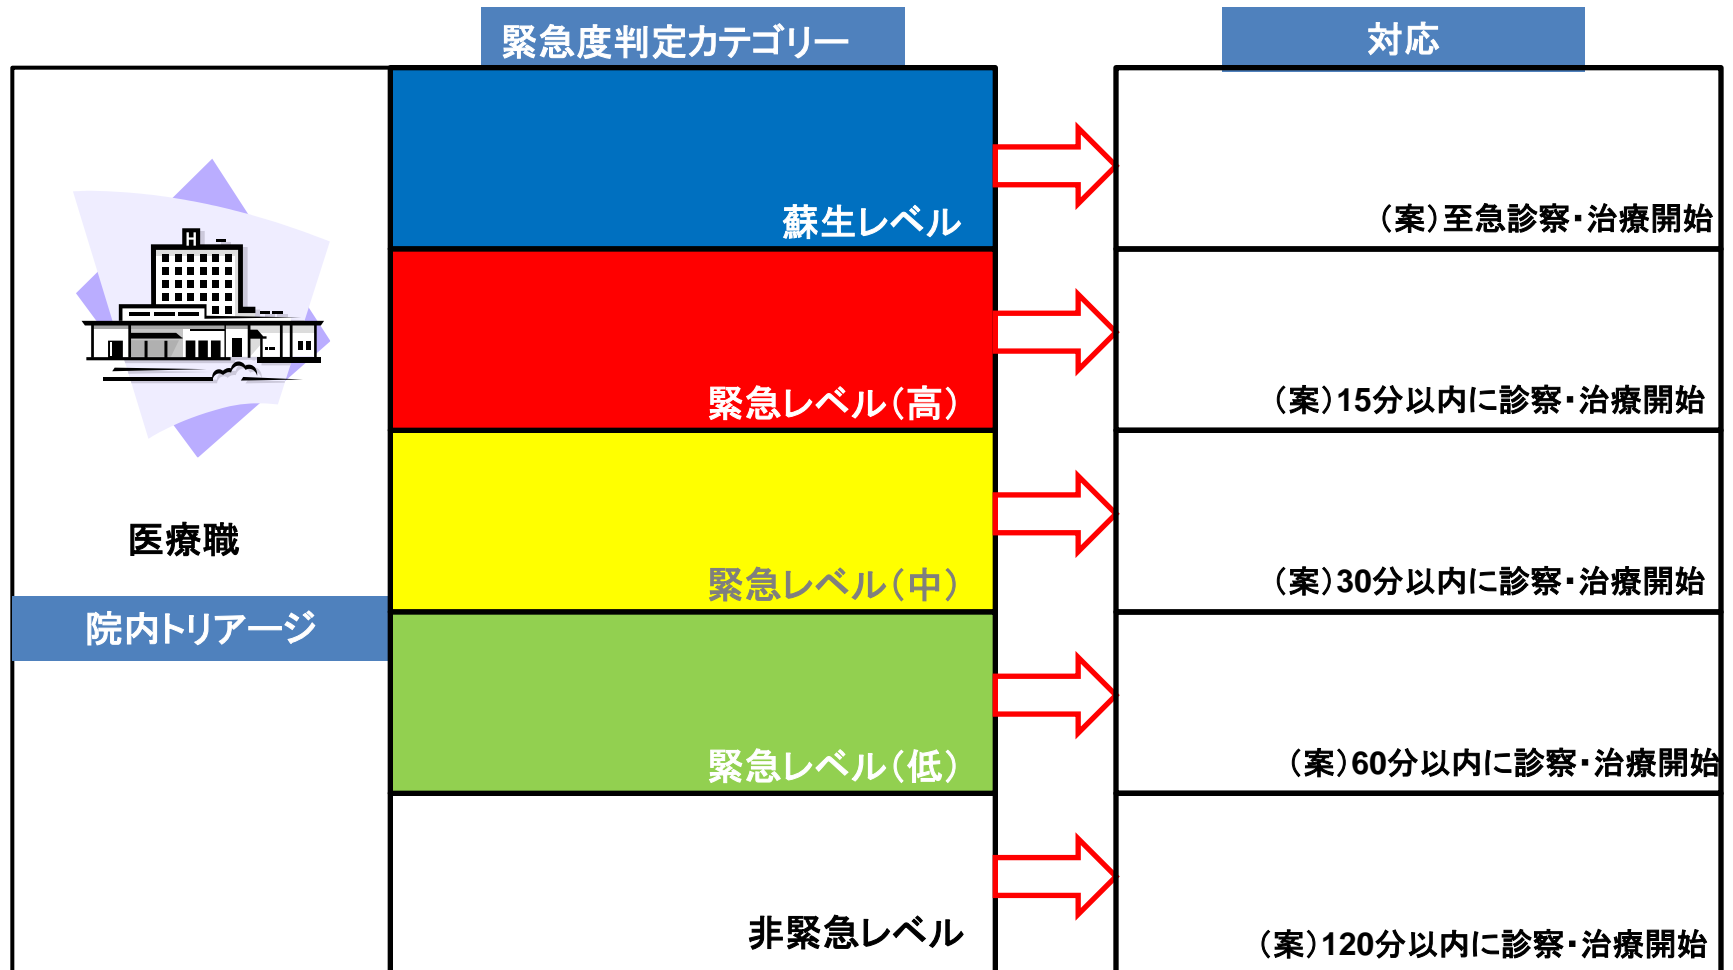 緊急度判定カテゴリー
対応
H
蘇生レベル
(案)至急診察・治療開始
緊急レベル(高)
(案)15分以内に診察・治療開始
医療職
緊急レベル(中)
(案)30分以内に診察・治療開始
院内トリアージ
緊急レベル(低)
(案)60分以内に診察・治療開始
非緊急レベル
(案)120分以内に診察・治療開始